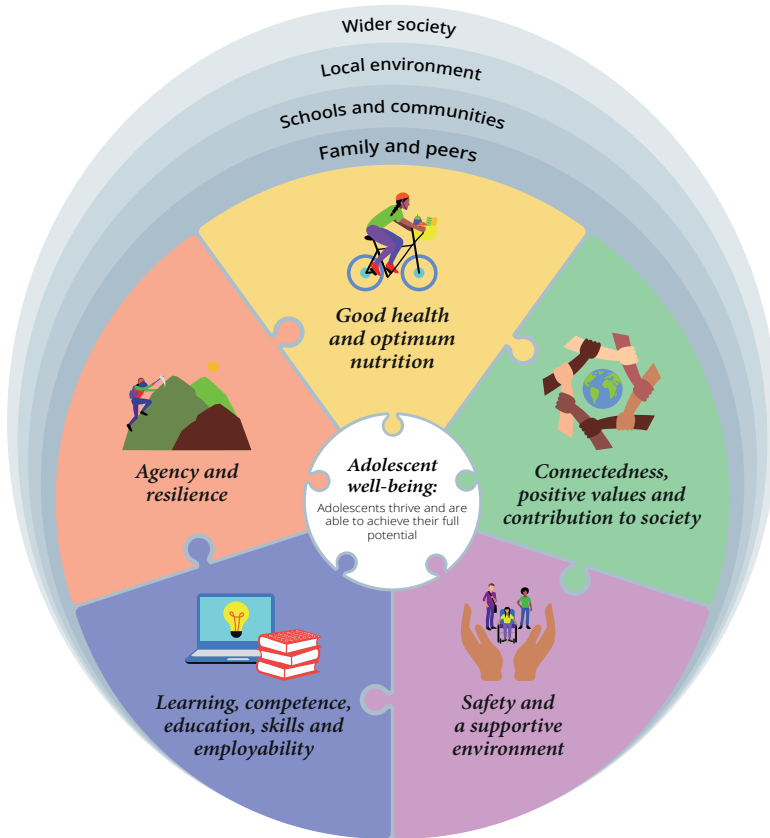 Wider society
Local environment
Schools and communities
Family and peers
Good health
and optimum
nutrition
Agency and
resilience
Adolescent
well-being:
Adolescents thrive and are
able to achieve their full
potential
Connectedness,
positive values and
contribution to society
Learning, competence,
education, skills and
employability
Safety and
a supportive
environment